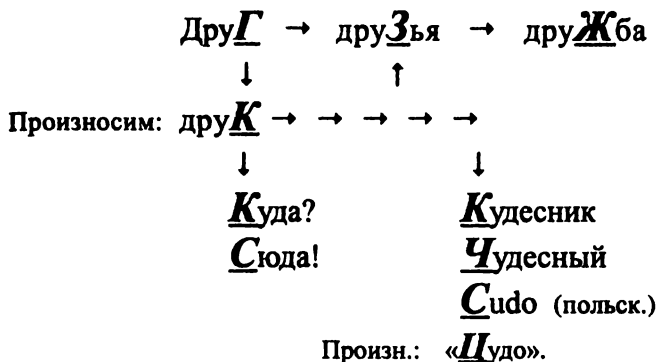 ДруГ → друЗья → друЖба
↓ ↑
Произносим: друК → → → → →
↓ ↓
Куда? Кудесник
Сюда! Чудесный
Cudo (польск.)
Произн.: «Цудо».